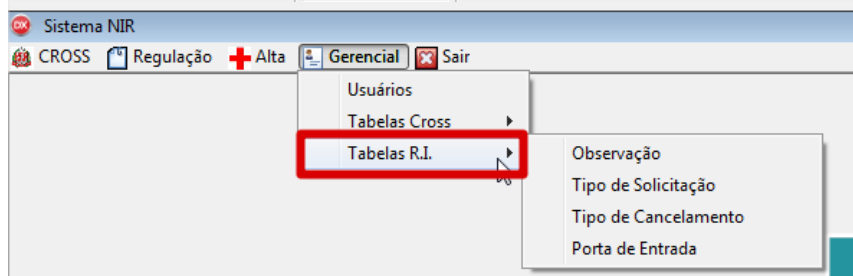 Sistema NIR
CROSS Regulação Alta Gerencial Sair
Usuários
Tabelas Cross
Tabelas R.I.
Observação
Tipo de Solicitação
Tipo de Cancelamento
Porta de Entrada